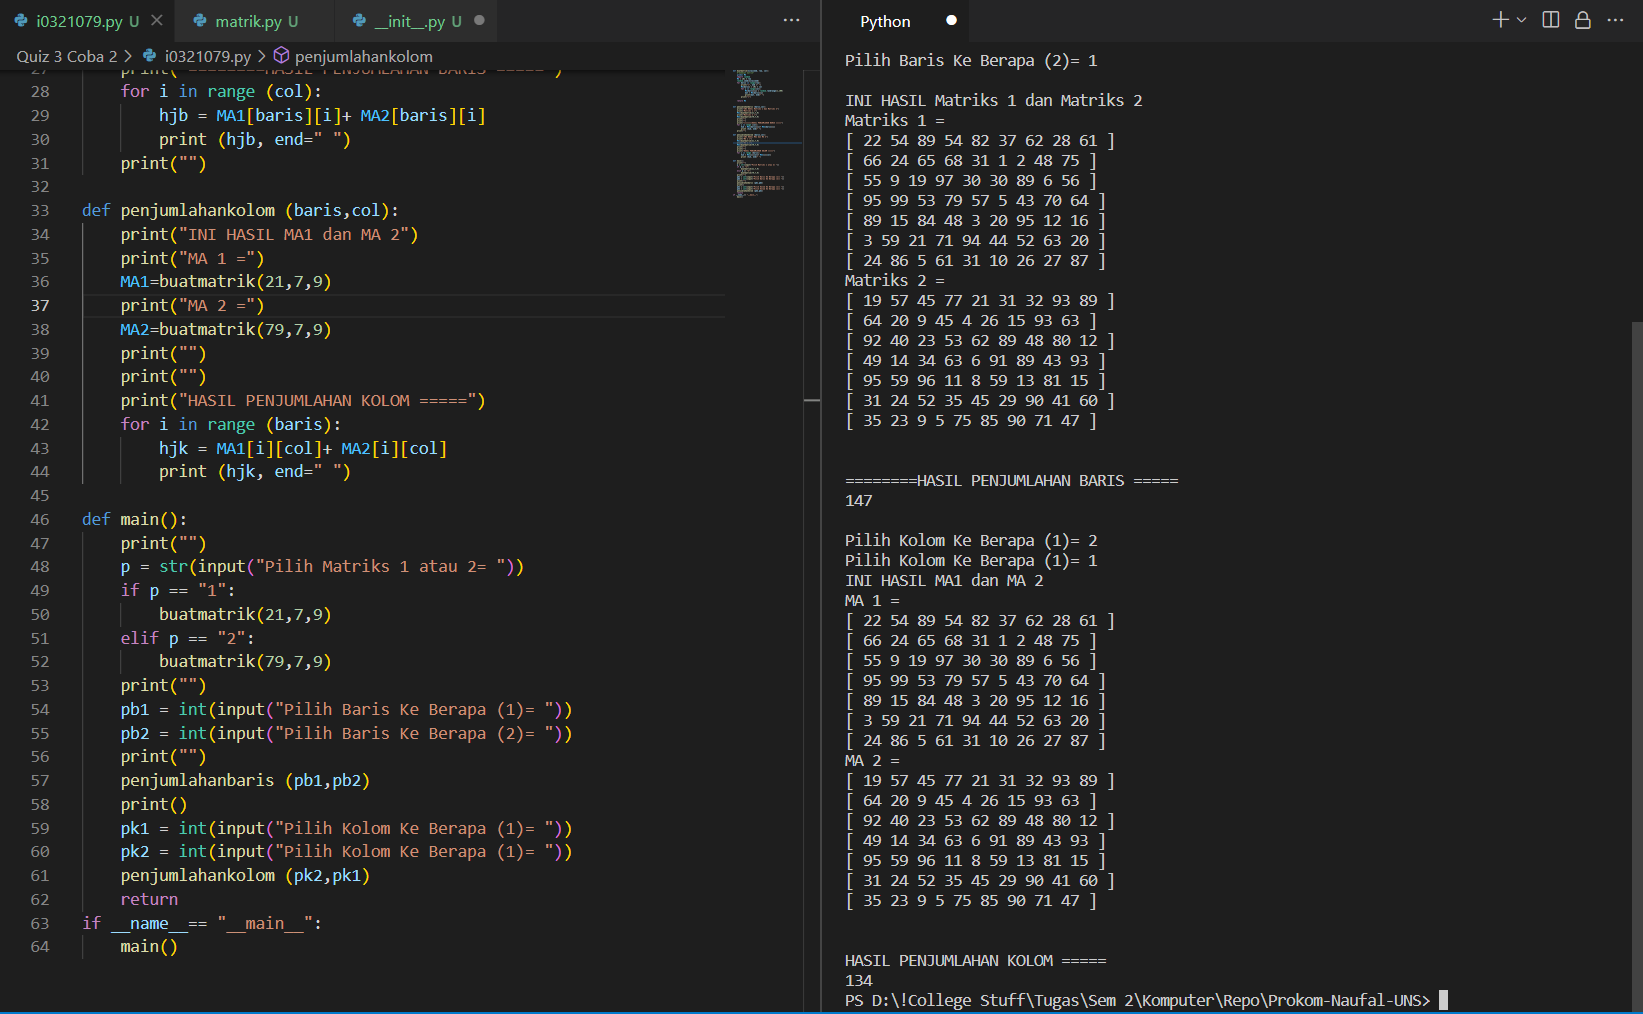 i0321079.py U
matrik.py U
__init__.py U
Quiz 3 Coba 2 > i0321079.py > penjumlahankolom
27 print("========HASIL PENJUMLAHAN BARIS =====")
28 for i in range (col):
29 hjb = MA1[baris][i]+ MA2[baris][i]
30 print (hjb, end=" ")
31 print("")
32
33 def penjumlahankolom (baris,col):
34 print("INI HASIL MA1 dan MA 2")
35 print("MA 1 =")
36 MA1=buatmatrik(21,7,9)
37 print("MA 2 =")
38 MA2=buatmatrik(79,7,9)
39 print("")
40 print("")
41 print("HASIL PENJUMLAHAN KOLOM =====")
42 for i in range (baris):
43 hjk = MA1[i][col]+ MA2[i][col]
44 print (hjk, end=" ")
45
46 def main():
47 print("")
48 p = str(input("Pilih Matriks 1 atau 2= "))
49 if p == "1":
50 buatmatrik(21,7,9)
51 elif p == "2":
52 buatmatrik(79,7,9)
53 print("")
54 pb1 = int(input("Pilih Baris Ke Berapa (1)= "))
55 pb2 = int(input("Pilih Baris Ke Berapa (2)= "))
56 print("")
57 penjumlahanbaris (pb1,pb2)
58 print()
59 pk1 = int(input("Pilih Kolom Ke Berapa (1)= "))
60 pk2 = int(input("Pilih Kolom Ke Berapa (1)= "))
61 penjumlahankolom (pk2,pk1)
62 return
63 if __name__== "__main__":
64 main()
Python
Pilih Baris Ke Berapa (2)= 1
INI HASIL Matriks 1 dan Matriks 2
Matriks 1 =
[ 22 54 89 54 82 37 62 28 61 ]
[ 66 24 65 68 31 1 2 48 75 ]
[ 55 9 19 97 30 30 89 6 56 ]
[ 95 99 53 79 57 5 43 70 64 ]
[ 89 15 84 48 3 20 95 12 16 ]
[ 3 59 21 71 94 44 52 63 20 ]
[ 24 86 5 61 31 10 26 27 87 ]
Matriks 2 =
[ 19 57 45 77 21 31 32 93 89 ]
[ 64 20 9 45 4 26 15 93 63 ]
[ 92 40 23 53 62 89 48 80 12 ]
[ 49 14 34 63 6 91 89 43 93 ]
[ 95 59 96 11 8 59 13 81 15 ]
[ 31 24 52 35 45 29 90 41 60 ]
[ 35 23 9 5 75 85 90 71 47 ]
========HASIL PENJUMLAHAN BARIS =====
147
Pilih Kolom Ke Berapa (1)= 2
Pilih Kolom Ke Berapa (1)= 1
INI HASIL MA1 dan MA 2
MA 1 =
[ 22 54 89 54 82 37 62 28 61 ]
[ 66 24 65 68 31 1 2 48 75 ]
[ 55 9 19 97 30 30 89 6 56 ]
[ 95 99 53 79 57 5 43 70 64 ]
[ 89 15 84 48 3 20 95 12 16 ]
[ 3 59 21 71 94 44 52 63 20 ]
[ 24 86 5 61 31 10 26 27 87 ]
MA 2 =
[ 19 57 45 77 21 31 32 93 89 ]
[ 64 20 9 45 4 26 15 93 63 ]
[ 92 40 23 53 62 89 48 80 12 ]
[ 49 14 34 63 6 91 89 43 93 ]
[ 95 59 96 11 8 59 13 81 15 ]
[ 31 24 52 35 45 29 90 41 60 ]
[ 35 23 9 5 75 85 90 71 47 ]
HASIL PENJUMLAHAN KOLOM =====
134
PS D:\!College Stuff\Tugas\Sem 2\Komputer\Repo\Prokom-Naufal-UNS>